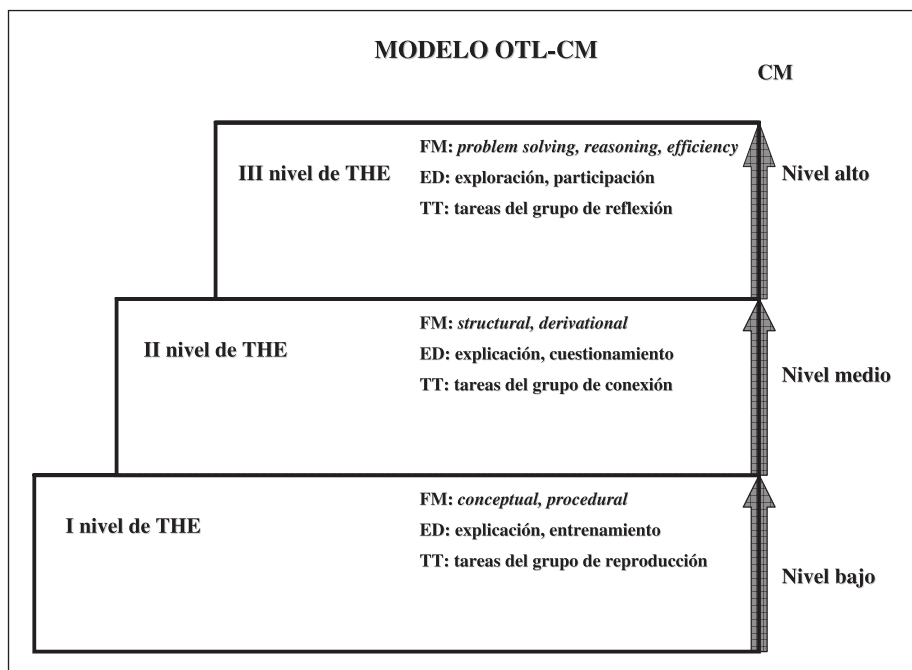 MODELO OTL-CM
CM
III nivel de THE
FM: problem solving, reasoning, efficiency
ED: exploración, participación
TT: tareas del grupo de reflexión
Nivel alto
II nivel de THE
FM: structural, derivational
ED: explicación, cuestionamiento
TT: tareas del grupo de conexión
Nivel medio
I nivel de THE
FM: conceptual, procedural
ED: explicación, entrenamiento
TT: tareas del grupo de reproducción
Nivel bajo